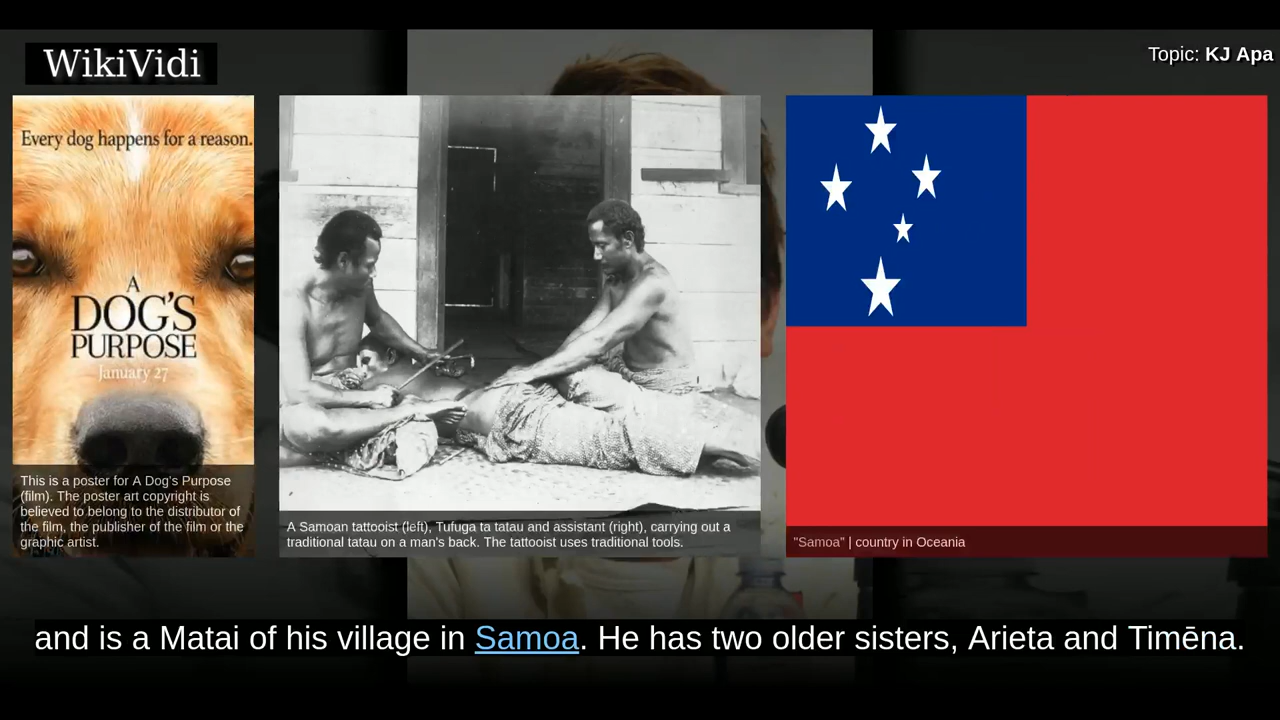 WikiVidi
Topic: KJ Apa
Every dog happens for a reason.
A
DOG'S
PURPOSE
January 27
This is a poster for A Dog's Purpose
(film). The poster art copyright is
believed to belong to the distributor of
the film, the publisher of the film or the
graphic artist.
A Samoan tattooist (left), Tufuga ta tatau and assistant (right), carrying out a
traditional tatau on a man's back. The tattooist uses traditional tools.
"Samoa" | country in Oceania
and is a Matai of his village in Samoa. He has two older sisters, Arieta and Timēna.